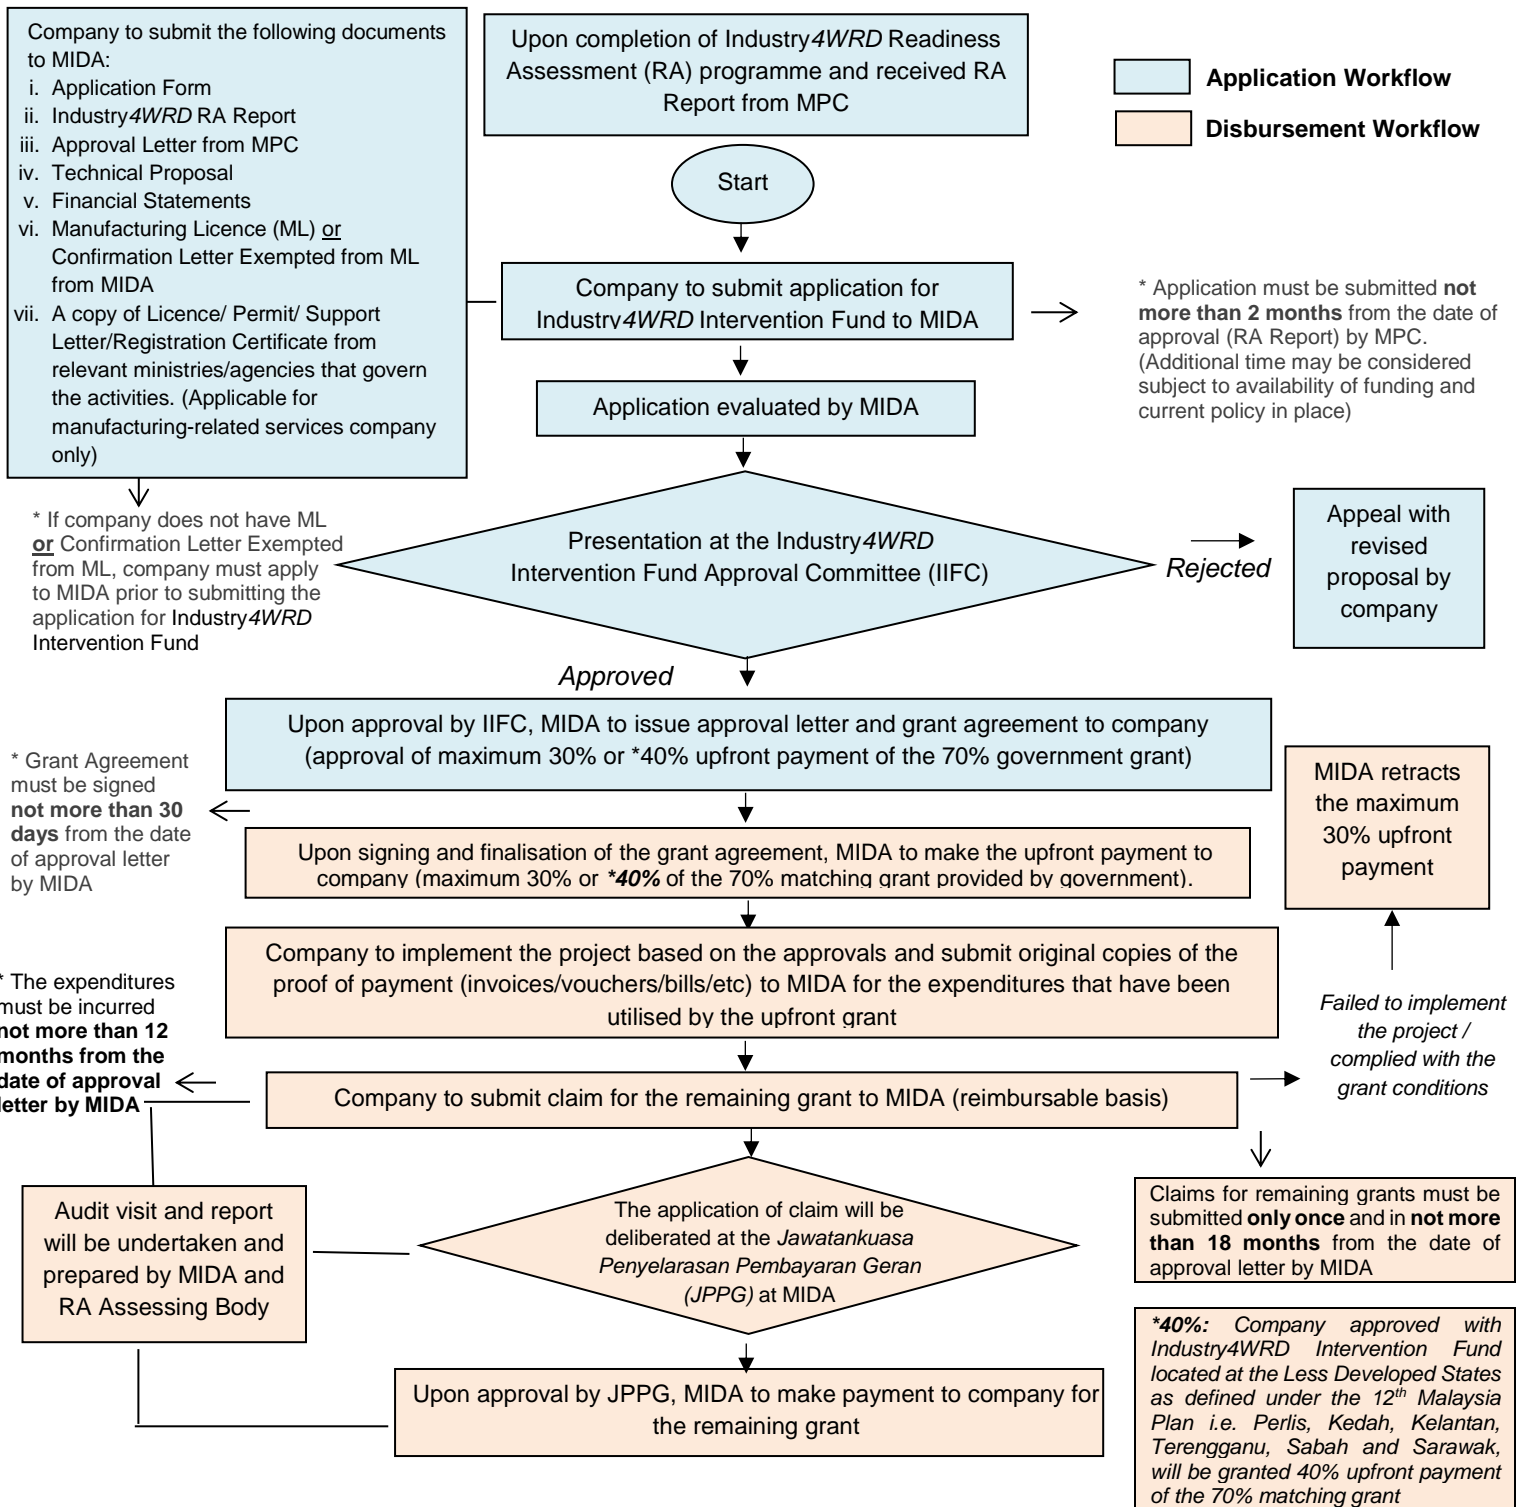 Company to submit the following documents
to MIDA:
i. Application Form
ii. Industry4WRD RA Report
iii. Approval Letter from MPC
iv. Technical Proposal
v. Financial Statements
vi. Manufacturing Licence (ML) or
Confirmation Letter Exempted from ML
from MIDA
vii. A copy of Licence/ Permit/ Support
Letter/Registration Certificate from
relevant ministries/agencies that govern
the activities. (Applicable for
manufacturing-related services company
only)
Upon completion of Industry4WRD Readiness
Assessment (RA) programme and received RA
Report from MPC
Application Workflow
Disbursement Workflow
Start
Company to submit application for
Industry4WRD Intervention Fund to MIDA
* Application must be submitted not
more than 2 months from the date of
approval (RA Report) by MPC.
(Additional time may be considered
subject to availability of funding and
current policy in place)
Application evaluated by MIDA
* If company does not have ML
or Confirmation Letter Exempted
from ML, company must apply
to MIDA prior to submitting the
application for Industry4WRD
Intervention Fund
Presentation at the Industry4WRD
Intervention Fund Approval Committee (IIFC)
Rejected
Appeal with
revised
proposal by
company
Approved
Upon approval by IIFC, MIDA to issue approval letter and grant agreement to company
(approval of maximum 30% or *40% upfront payment of the 70% government grant)
* Grant Agreement
must be signed
not more than 30
days from the date
of approval letter
by MIDA
MIDA retracts
the maximum
30% upfront
payment
Upon signing and finalisation of the grant agreement, MIDA to make the upfront payment to
company (maximum 30% or *40% of the 70% matching grant provided by government).
Company to implement the project based on the approvals and submit original copies of the
proof of payment (invoices/vouchers/bills/etc) to MIDA for the expenditures that have been
utilised by the upfront grant
* The expenditures
must be incurred
not more than 12
months from the
date of approval
letter by MIDA
Failed to implement
the project /
complied with the
grant conditions
Company to submit claim for the remaining grant to MIDA (reimbursable basis)
Audit visit and report
will be undertaken and
prepared by MIDA and
RA Assessing Body
The application of claim will be
deliberated at the Jawatankuasa
Penyelarasan Pembayaran Geran
(JPPG) at MIDA
Claims for remaining grants must be
submitted only once and in not more
than 18 months from the date of
approval letter by MIDA
Upon approval by JPPG, MIDA to make payment to company for
the remaining grant
*40%: Company approved with
Industry4WRD Intervention Fund
located at the Less Developed States
as defined under the 12th Malaysia
Plan i.e. Perlis, Kedah, Kelantan,
Terengganu, Sabah and Sarawak,
will be granted 40% upfront payment
of the 70% matching grant